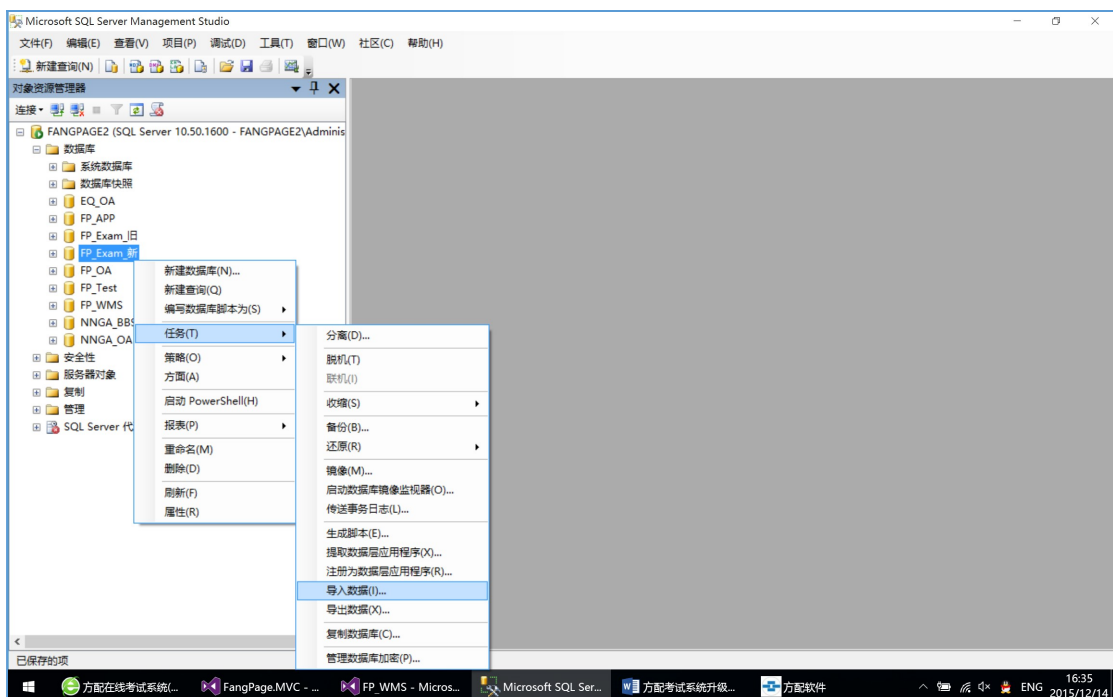 Microsoft SQL Server Management Studio
文件(F) 编辑(E) 查看(V) 项目(P) 调试(D) 工具(T) 窗口(W) 社区(C) 帮助(H)
新建查询(N)
对象资源管理器
连接
FANGPAGE2 (SQL Server 10.50.1600 - FANGPAGE2\Adminis
数据库
系统数据库
数据库快照
EQ_OA
FP_APP
FP_Exam_旧
FP_Exam_新
FP_OA
FP_Test
FP_WMS
NNGA_BBS
NNGA_OA
安全性
服务器对象
复制
管理
SQL Server 代
新建数据库(N)...
新建查询(Q)
编写数据库脚本为(S)
任务(T)
策略(O)
方面(A)
启动 PowerShell(H)
报表(P)
重命名(M)
删除(D)
刷新(F)
属性(R)
分离(D)...
脱机(T)
联机(I)
收缩(S)
备份(B)...
还原(R)
镜像(M)...
启动数据库镜像监视器(O)...
传送事务日志(L)...
生成脚本(E)...
提取数据层应用程序(X)...
注册为数据层应用程序(R)...
导入数据(I)...
导出数据(X)...
复制数据库(C)...
管理数据库加密(P)...
已保存的项
方配在线考试系统(... FangPage.MVC - ... FP_WMS - Micros... Microsoft SQL Ser... 方配考试系统升级... 方配软件 ENG 16:35
2015/12/14